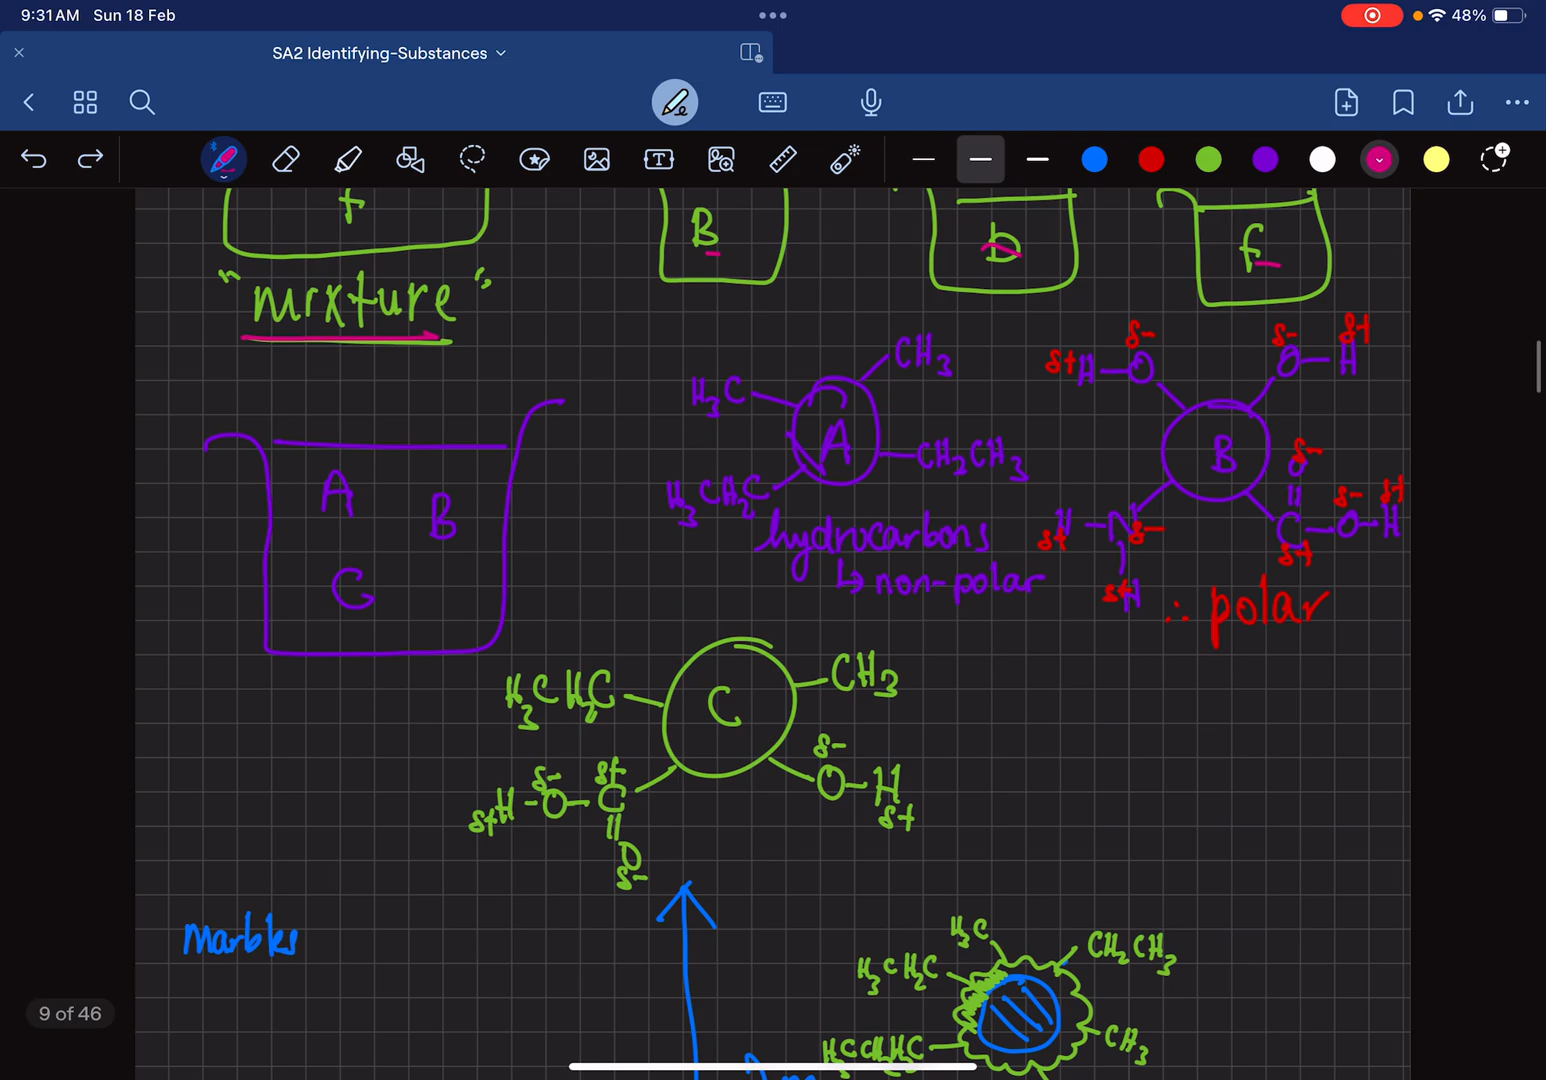 9:31 AM Sun 18 Feb
48%
SA2 Identifying-Substances
T
f
B
D
f
"mixture"
A
B
C
H3C
CH3
A
CH2CH3
H3CH2C
hydrocarbons
↳ non-polar
δ+ H-O δ-
δ- O-H δ+
B
δ+ H-N δ-
δ+ H
O δ-
C δ+
δ- O-H δ+
∴ polar
H3CH2C
C
CH3
δ+ H-O δ-
C δ+
O δ-
δ- O-H δ+
Marbles
H3C
CH2CH3
H3CH2C
CH3
9 of 46